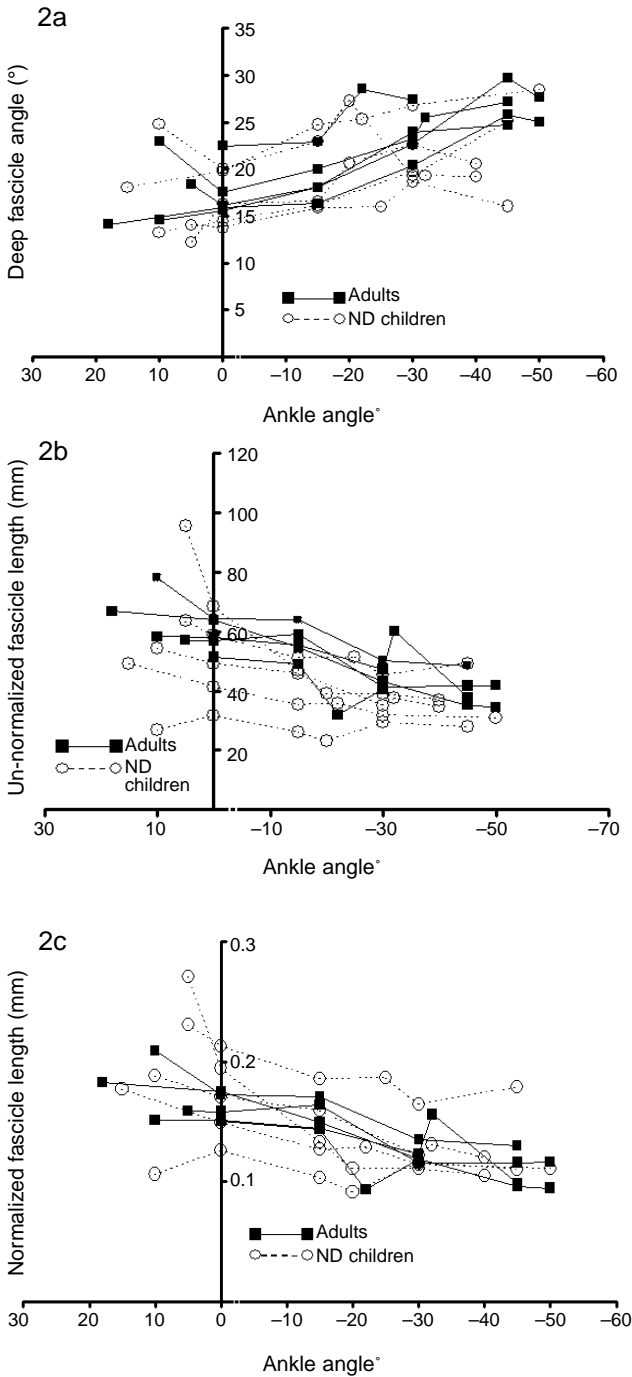 2a
Deep fascicle angle (°)
35
30
25
20
15
10
5
Adults
ND children
30 20 10 0 –10 –20 –30 –40 –50 –60
Ankle angle°
2b
Un-normalized fascicle length (mm)
120
100
80
60
40
20
Adults
ND
children
30 10 –10 –30 –50 –70
Ankle angle°
2c
Normalized fascicle length (mm)
0.3
0.2
0.1
Adults
ND children
30 20 10 0 –10 –20 –30 –40 –50 –60
Ankle angle°